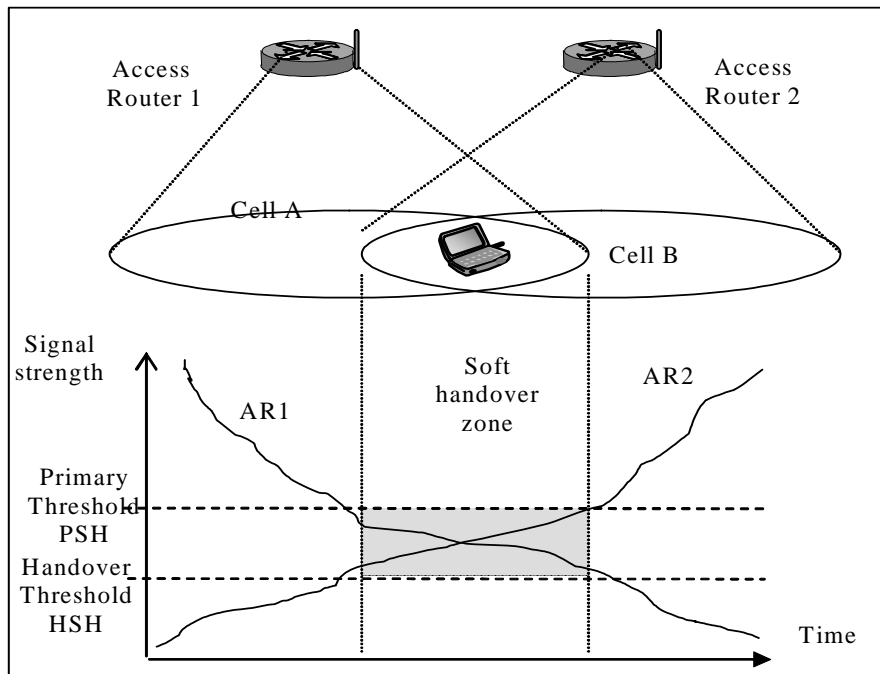 Access
Router 1
Access
Router 2
Cell A
Cell B
Signal
strength
Soft
handover
zone
AR1
AR2
Primary
Threshold
PSH
Handover
Threshold
HSH
Time